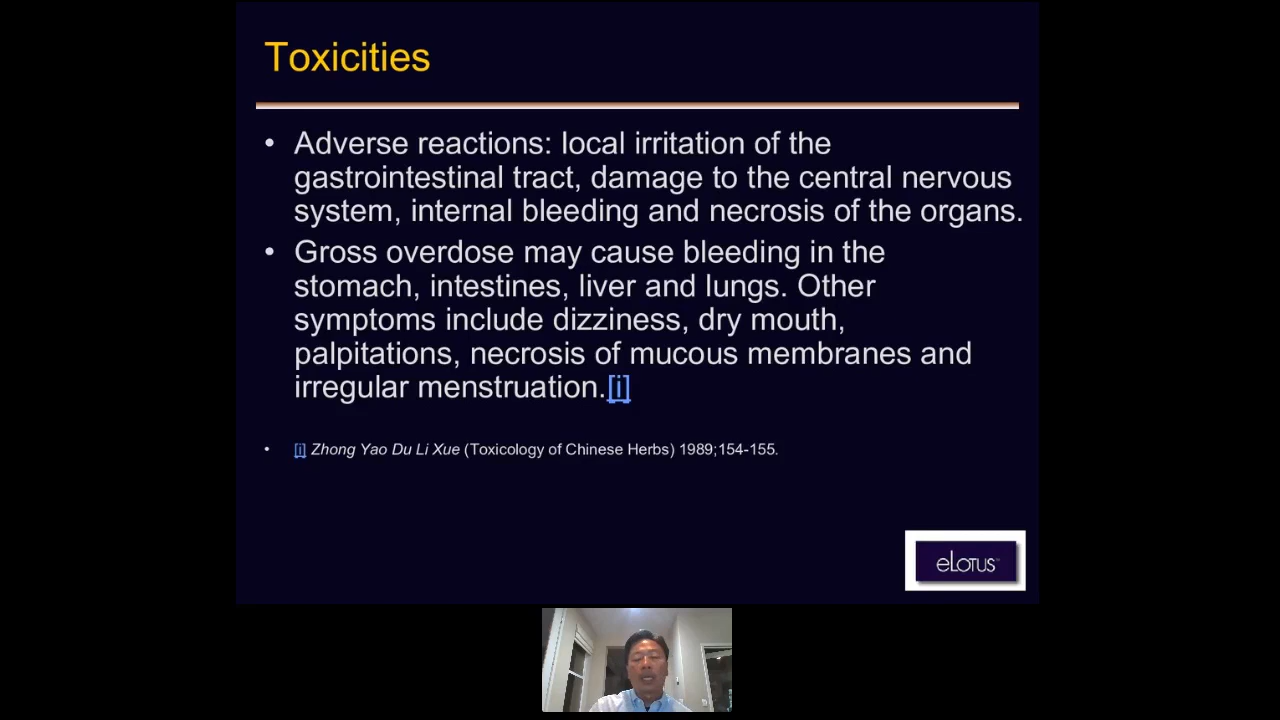 Toxicities
• Adverse reactions: local irritation of the
gastrointestinal tract, damage to the central nervous
system, internal bleeding and necrosis of the organs.
• Gross overdose may cause bleeding in the
stomach, intestines, liver and lungs. Other
symptoms include dizziness, dry mouth,
palpitations, necrosis of mucous membranes and
irregular menstruation.[i]
• [i] Zhong Yao Du Li Xue (Toxicology of Chinese Herbs) 1989;154-155.
eLOTUS™